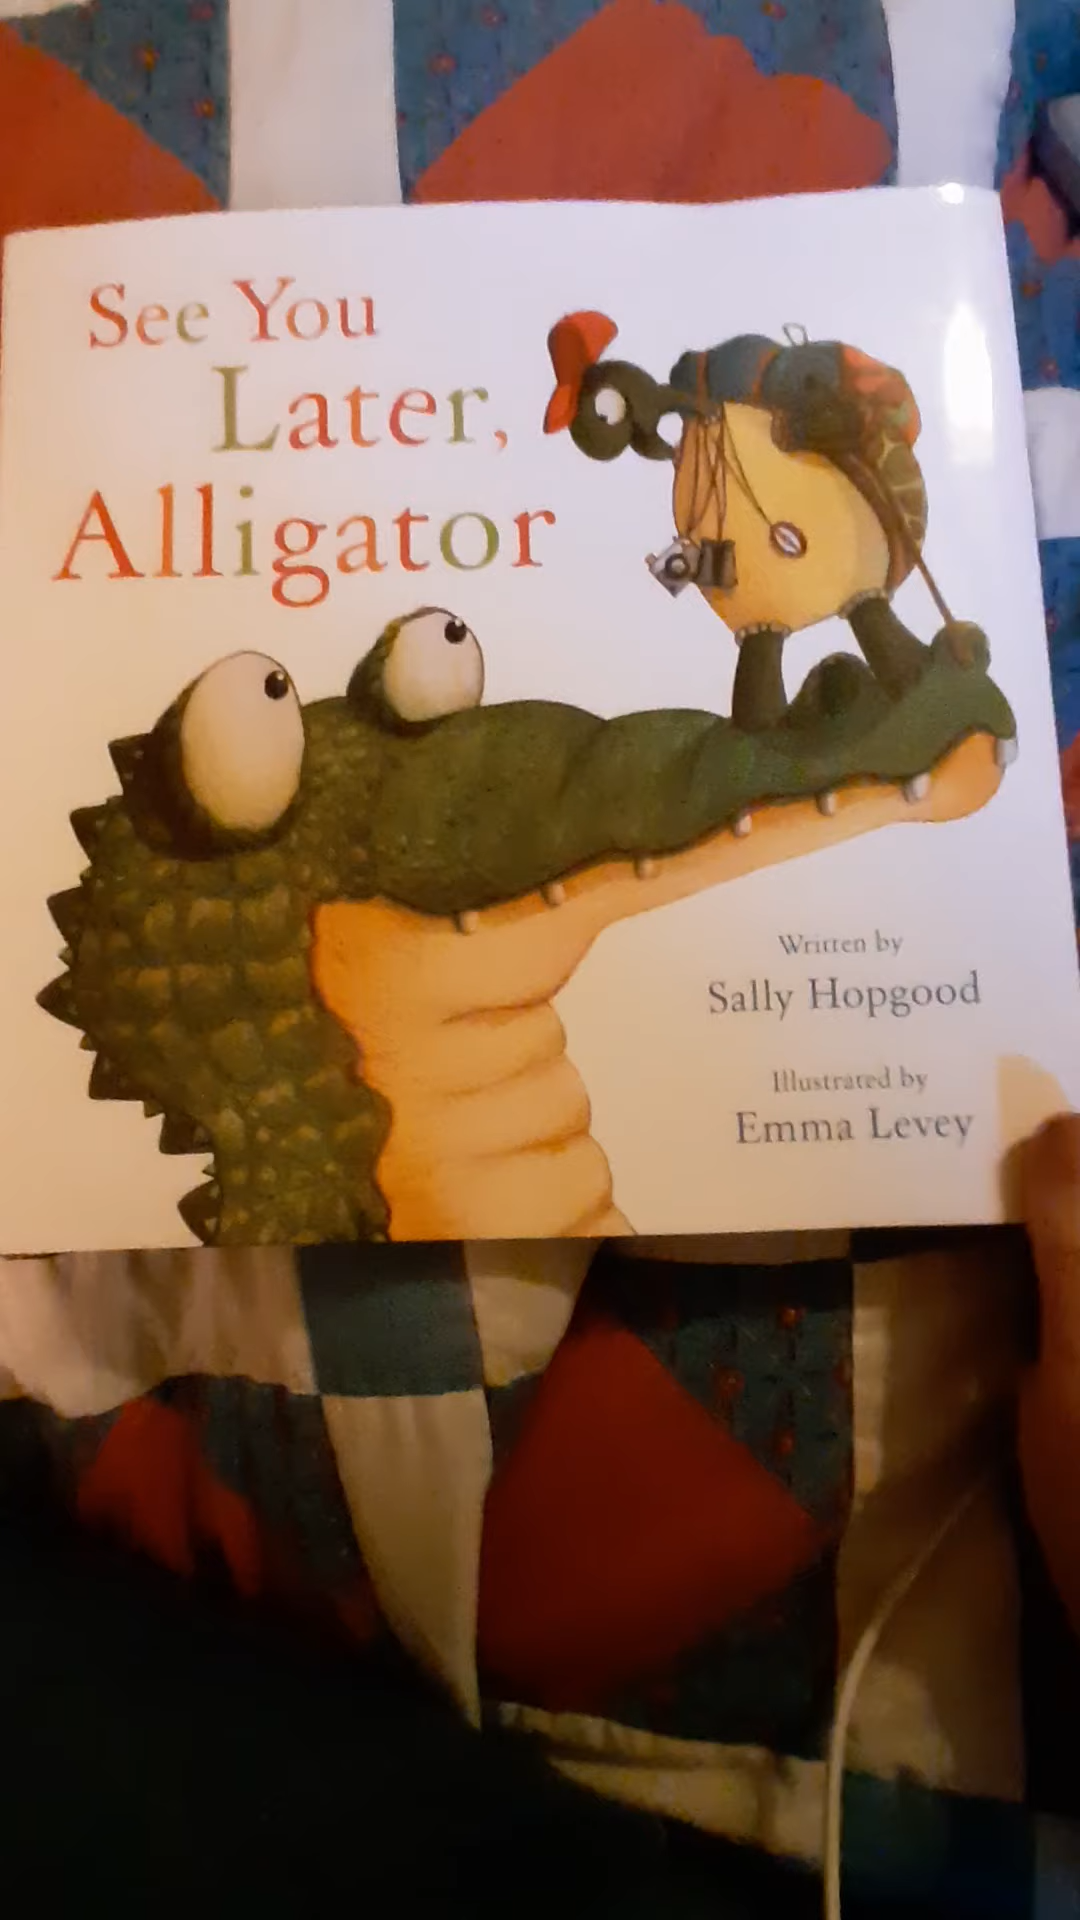 See You
Later,
Alligator
Written by
Sally Hopgood
Illustrated by
Emma Levey